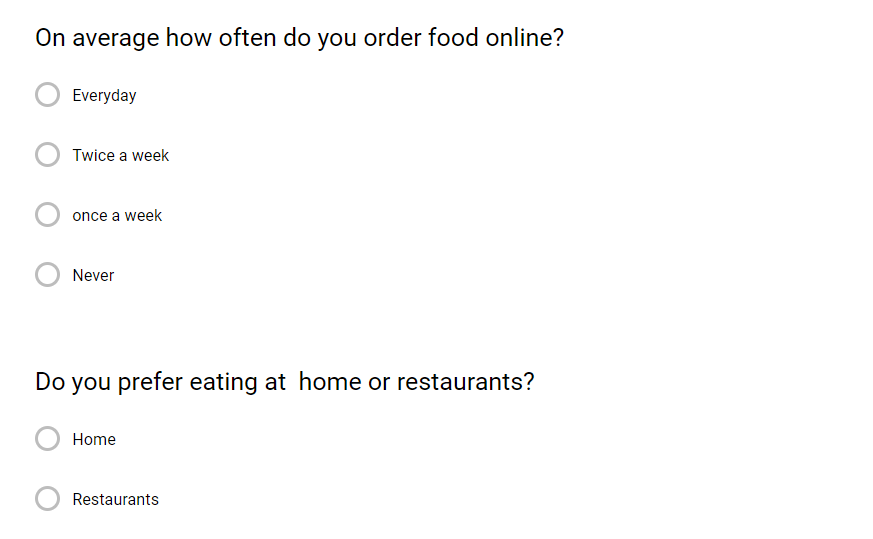 On average how often do you order food online?
Everyday
Twice a week
once a week
Never
Do you prefer eating at  home or restaurants?
Home
Restaurants